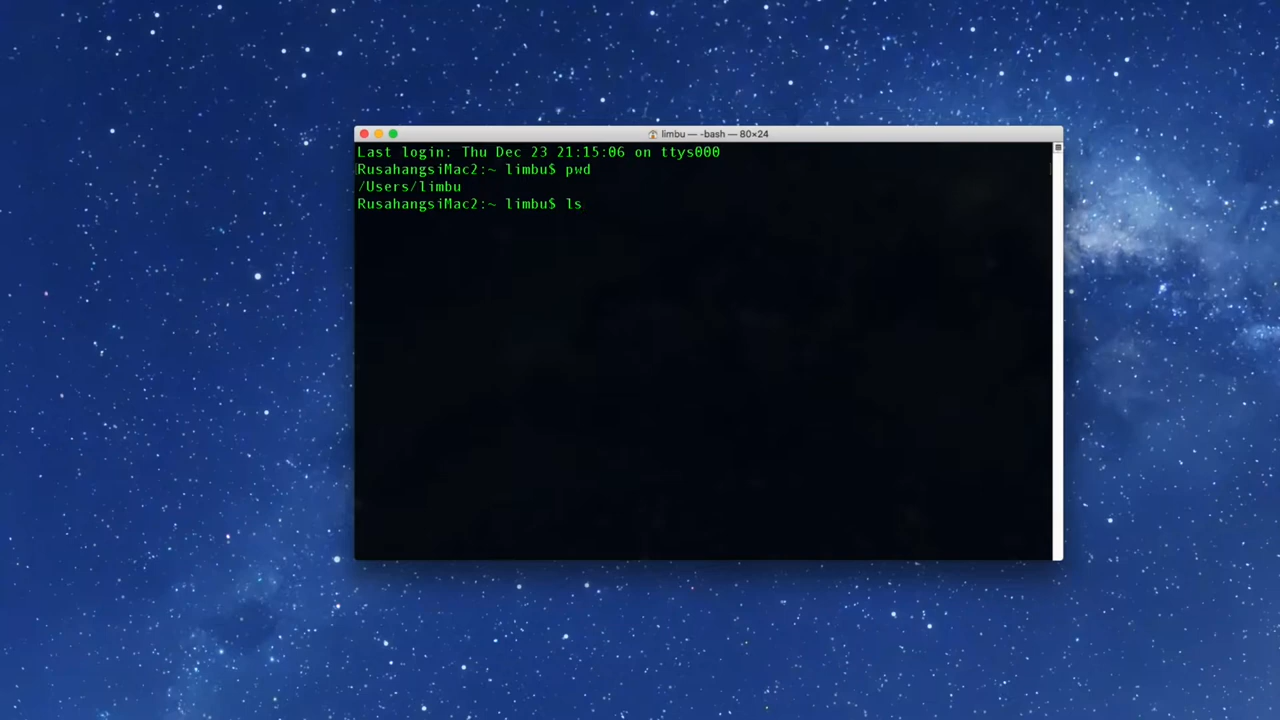 limbu — -bash — 80×24
Last login: Thu Dec 23 21:15:06 on ttys000
RusahangsiMac2:~ limbu$ pwd
/Users/limbu
RusahangsiMac2:~ limbu$ ls